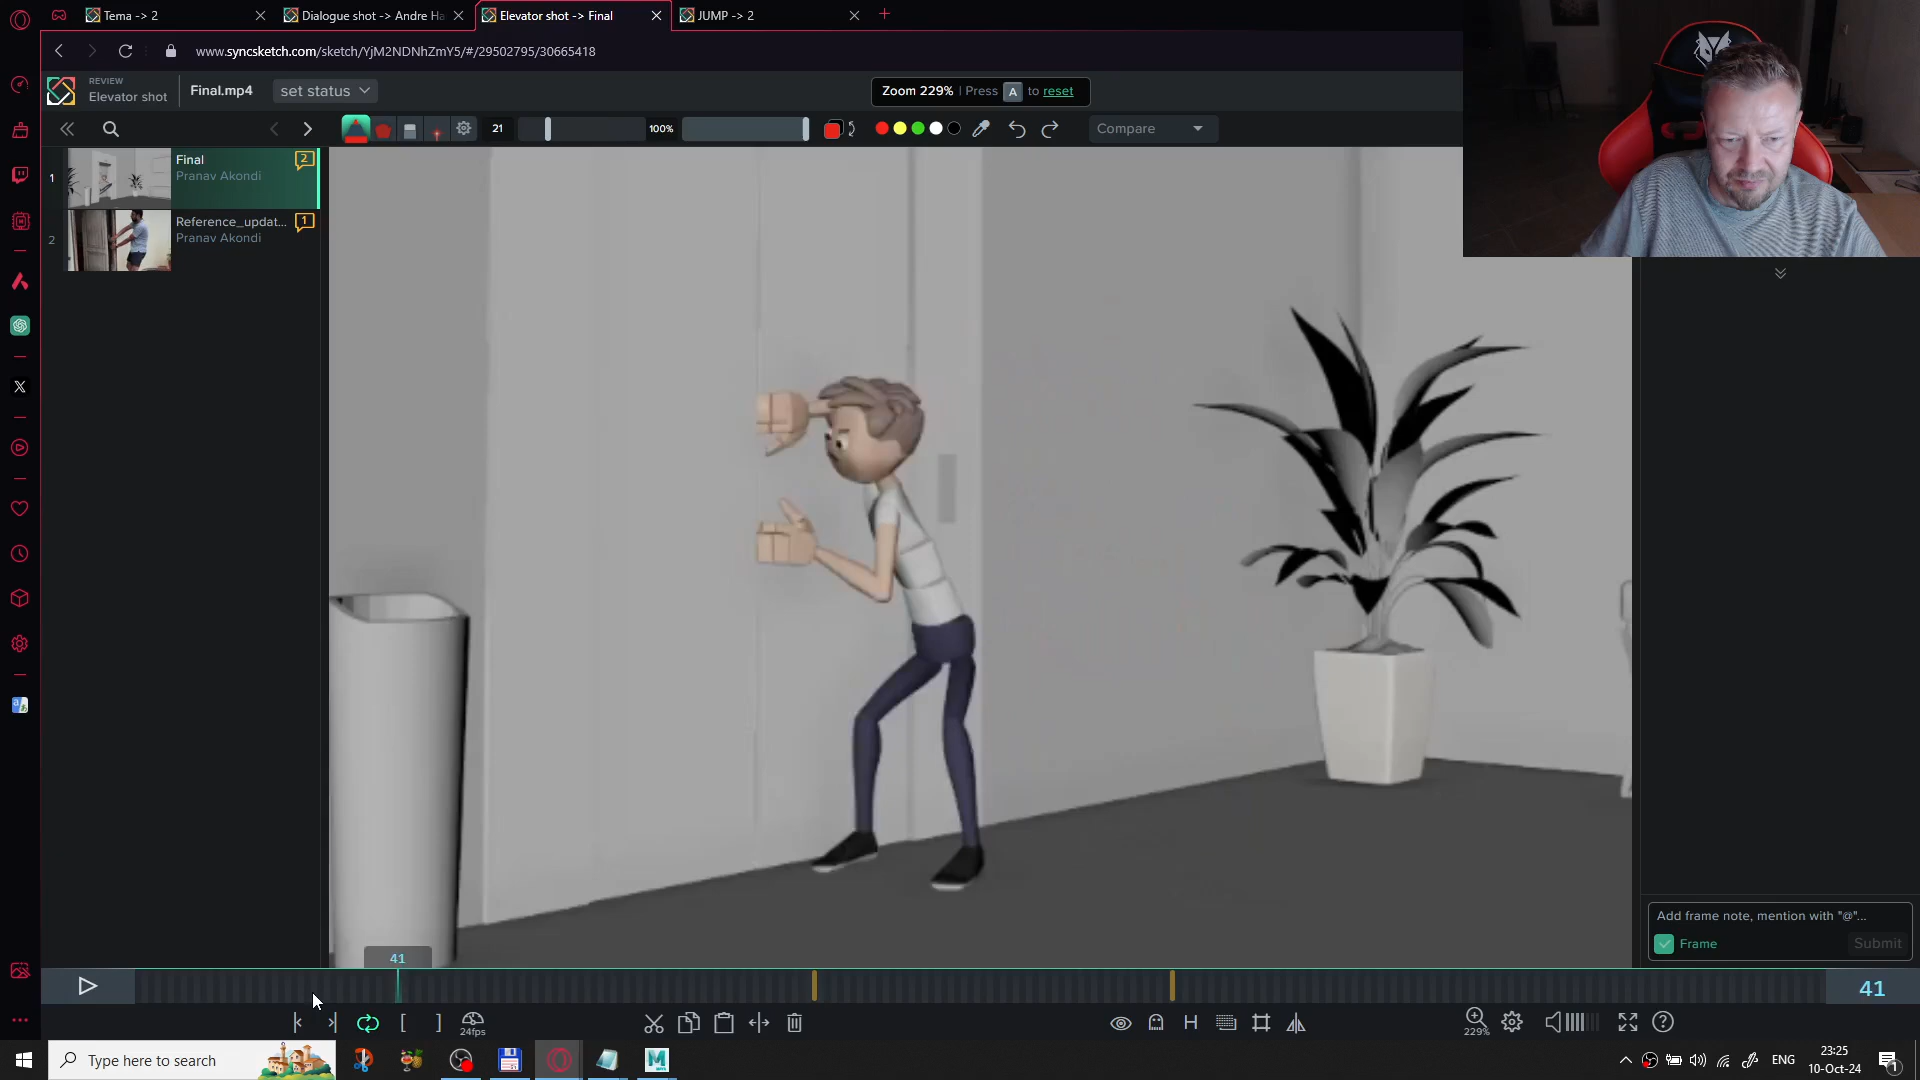 Tema -> 2
Dialogue shot -> Andre Ha
Elevator shot -> Final
JUMP -> 2
www.syncsketch.com/sketch/YjM2NDNhZmY5/#/29502795/30665418
REVIEW
Elevator shot
Final.mp4
set status
Zoom 229% | Press A to reset
21
100%
Compare
1
Final
Pranav Akondi
2
2
Reference_updat...
Pranav Akondi
1
Add frame note, mention with "@"...
Frame
Submit
41
41
24fps
H
229%
Type here to search
ENG
23:25
10-Oct-24
1